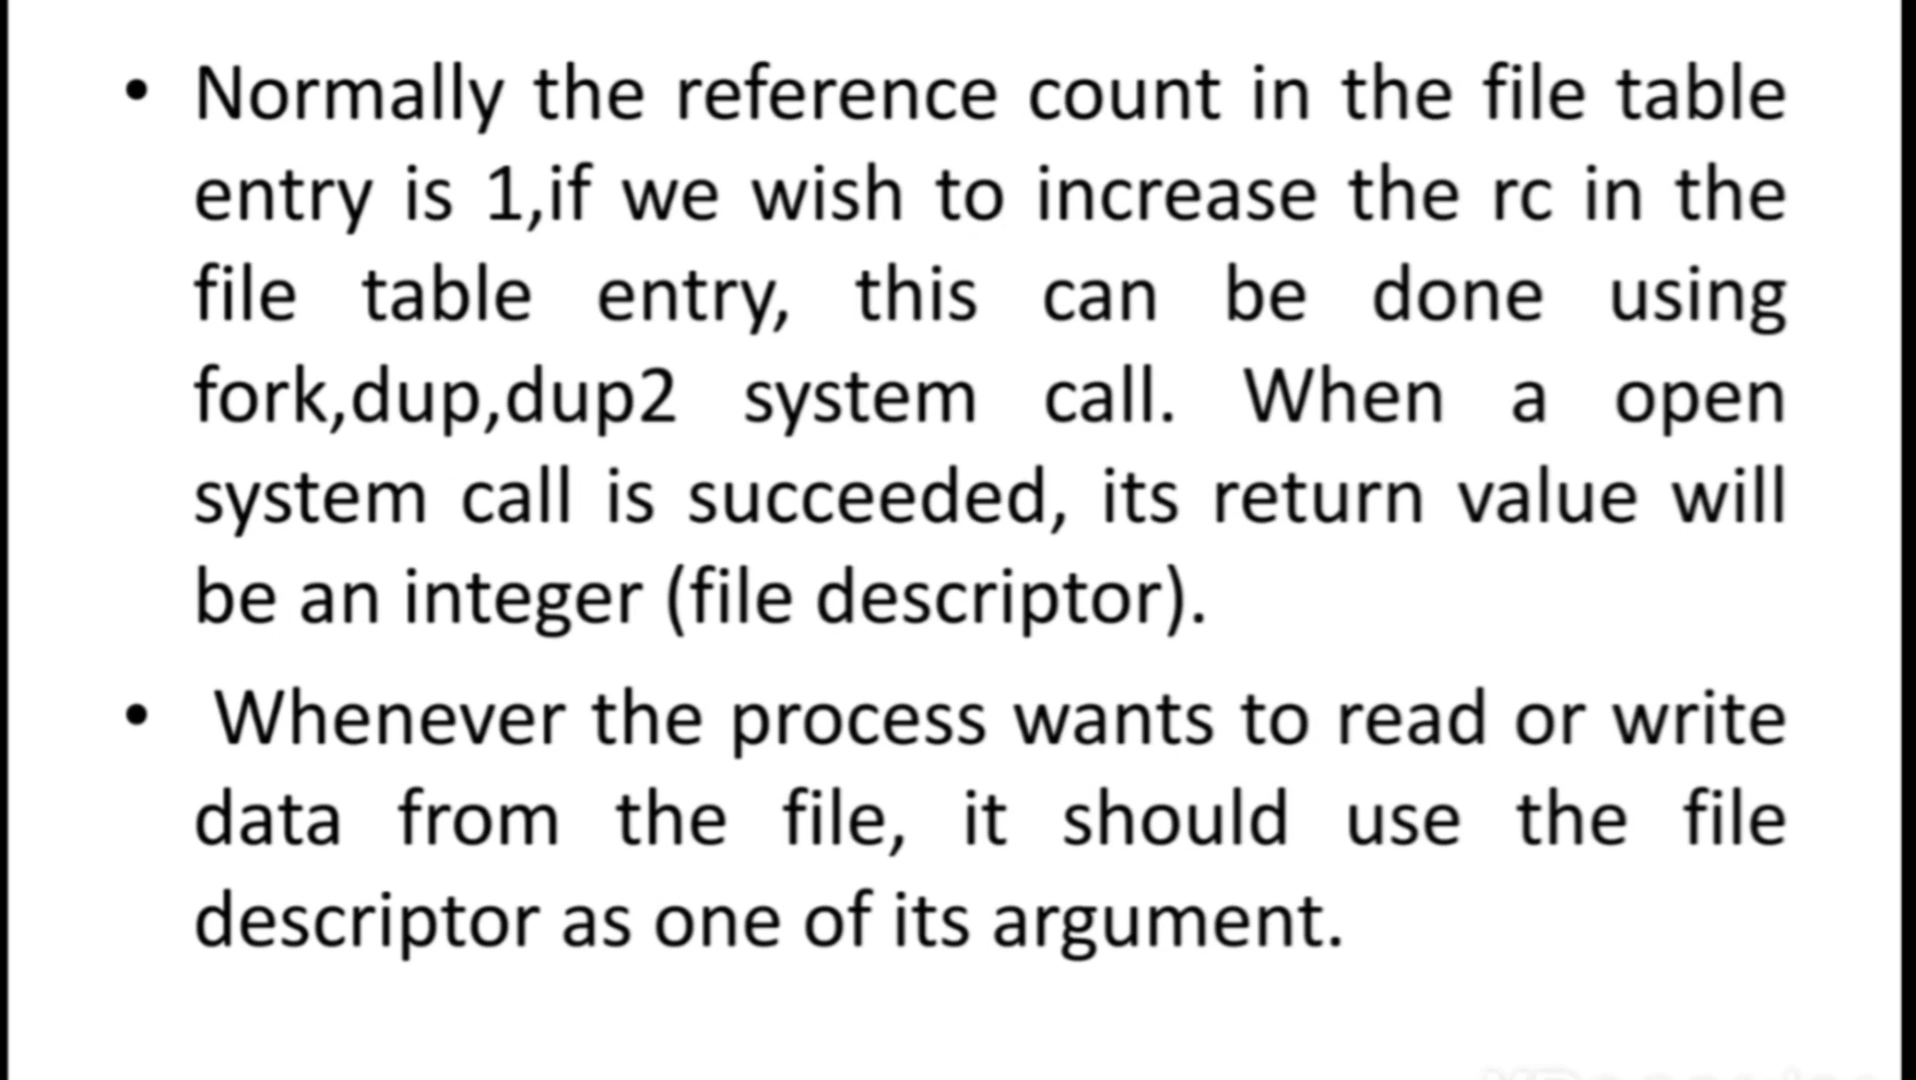 • Normally the reference count in the file table
entry is 1,if we wish to increase the rc in the
file table entry, this can be done using
fork,dup,dup2 system call. When a open
system call is succeeded, its return value will
be an integer (file descriptor).
• Whenever the process wants to read or write
data from the file, it should use the file
descriptor as one of its argument.